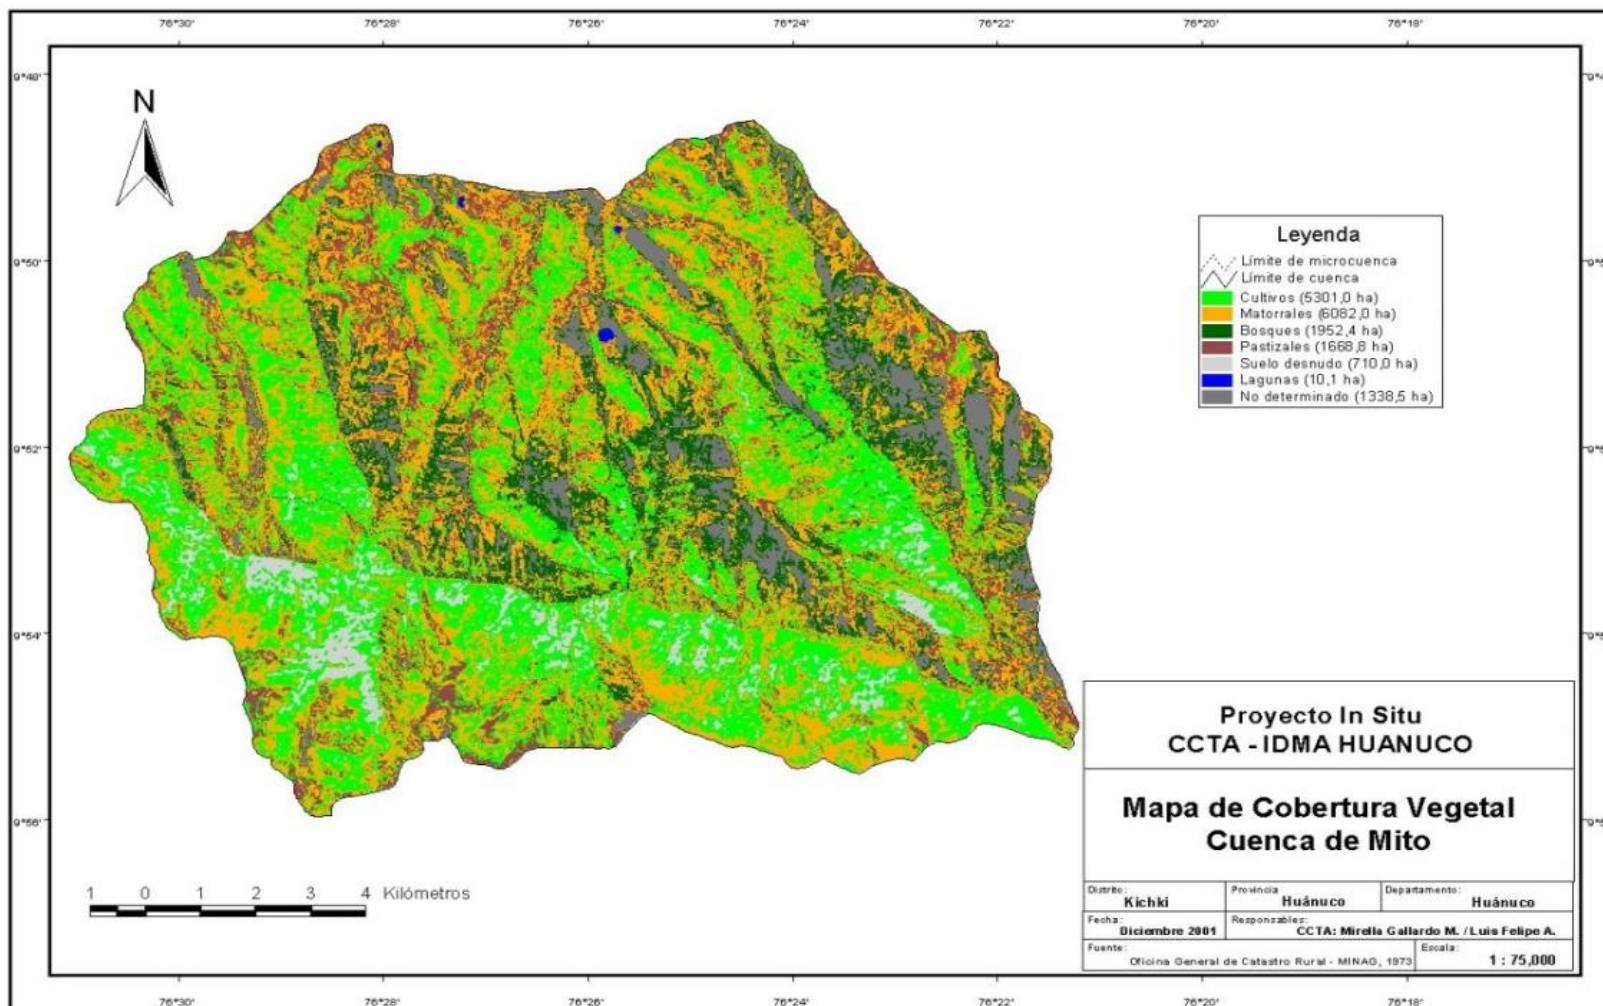 76°30' 76°28' 76°26' 76°24' 76°22' 76°20' 76°18'
9°48'
N
9°50'
9°52'
9°54'
9°56'
Leyenda
Límite de microcuenca
Límite de cuenca
Cultivos (5301,0 ha)
Matorrales (6082,0 ha)
Bosques (1952,4 ha)
Pastizales (1668,8 ha)
Suelo desnudo (710,0 ha)
Lagunas (10,1 ha)
No determinado (1338,5 ha)
1 0 1 2 3 4 Kilómetros
Proyecto In Situ
CCTA - IDMA HUANUCO
Mapa de Cobertura Vegetal
Cuenca de Mito
Distrito: Provincia Departamento:
Kichki Huánuco Huánuco
Fecha: Responsables:
Diciembre 2001 CCTA: Mirella Gallardo M. / Luis Felipe A.
Fuente: Escala:
Oficina General de Catastro Rural - MINAG, 1973 1 : 75,000
76°30' 76°28' 76°26' 76°24' 76°22' 76°20' 76°18'